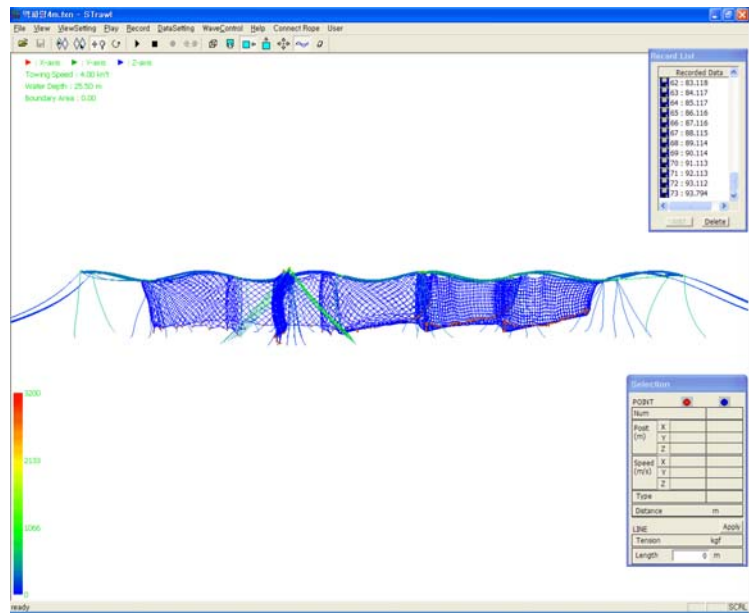 - STrawl
File View ViewSetting Play Record DataSetting WaveControl Help Connect Rope User
: X-axis : Y-axis : Z-axis
Towing Speed : 4.00
Water Depth : 25.50 m
Boundary Area : 0.00
Record List
Recorded Data
62 : 83.118
63 : 84.117
64 : 85.117
65 : 86.116
66 : 87.116
67 : 88.115
68 : 89.114
69 : 90.114
70 : 91.113
71 : 92.113
72 : 93.112
73 : 93.794
Delete
3200
2133
1066
0
Selection
POINT
Num
Posit (m) X
Y
Z
Speed (m/s) X
Y
Z
Type
Distance m
LINE Apply
Tension kgf
Length 0 m
ready
SCRL